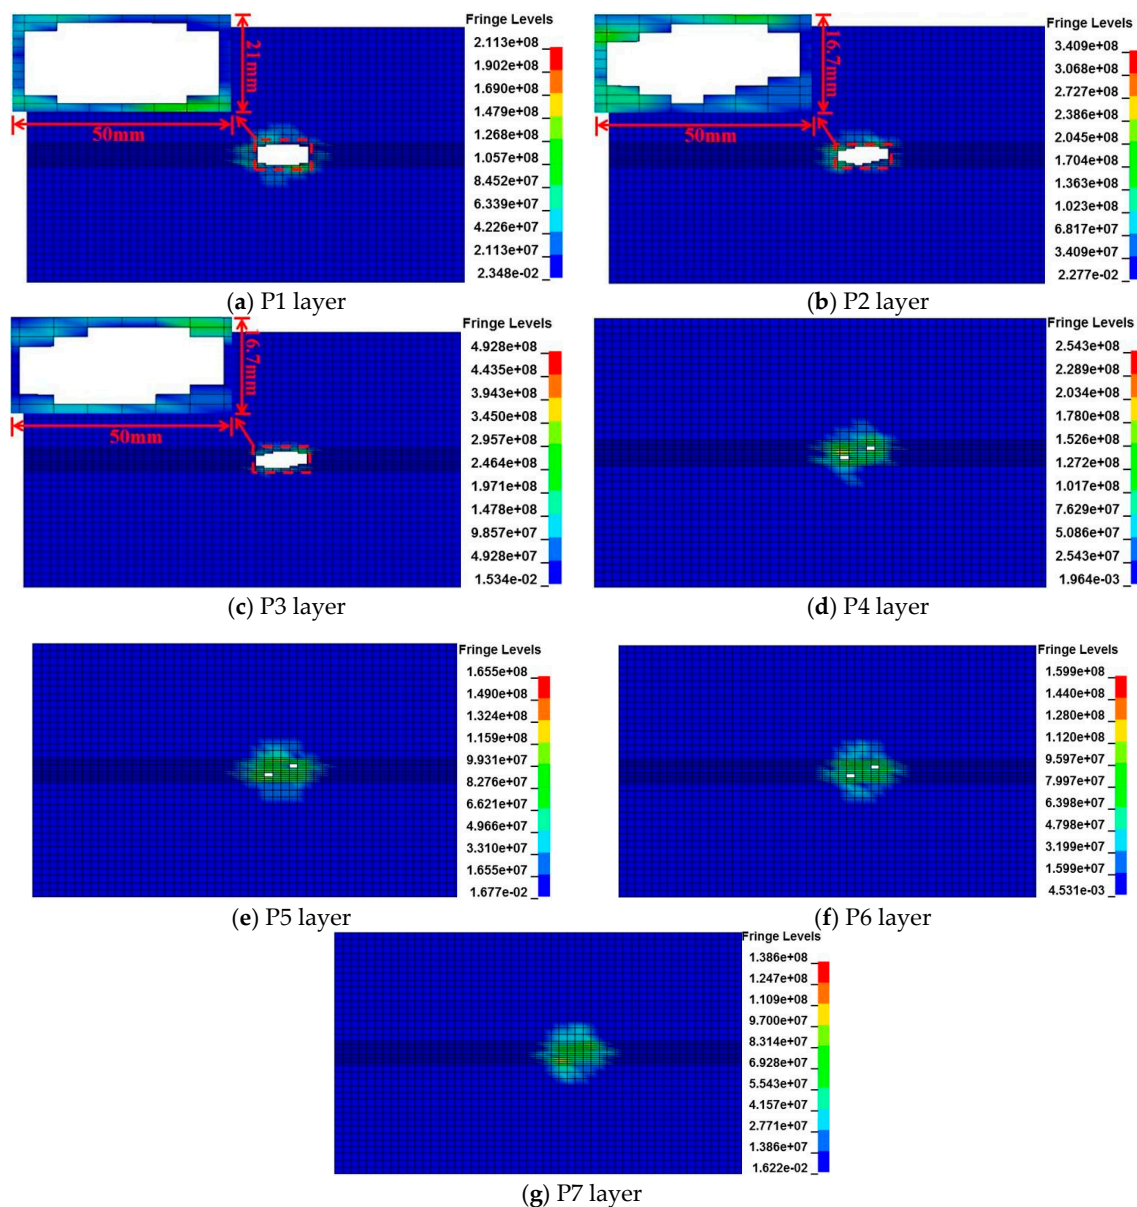 Fringe Levels
2.113e+08
1.902e+08
1.690e+08
1.479e+08
1.268e+08
1.057e+08
8.452e+07
6.339e+07
4.226e+07
2.113e+07
2.348e-02
21mm
50mm
(a) P1 layer
Fringe Levels
3.409e+08
3.068e+08
2.727e+08
2.386e+08
2.045e+08
1.704e+08
1.363e+08
1.023e+08
6.817e+07
3.409e+07
2.277e-02
16.7mm
50mm
(b) P2 layer
Fringe Levels
4.928e+08
4.435e+08
3.943e+08
3.450e+08
2.957e+08
2.464e+08
1.971e+08
1.478e+08
9.857e+07
4.928e+07
1.534e-02
16.7mm
50mm
(c) P3 layer
Fringe Levels
2.543e+08
2.289e+08
2.034e+08
1.780e+08
1.526e+08
1.272e+08
1.017e+08
7.629e+07
5.086e+07
2.543e+07
1.964e-03
(d) P4 layer
Fringe Levels
1.655e+08
1.490e+08
1.324e+08
1.159e+08
9.931e+07
8.276e+07
6.621e+07
4.966e+07
3.310e+07
1.655e+07
1.677e-02
(e) P5 layer
Fringe Levels
1.599e+08
1.440e+08
1.280e+08
1.120e+08
9.597e+07
7.997e+07
6.398e+07
4.798e+07
3.199e+07
1.599e+07
4.531e-03
(f) P6 layer
Fringe Levels
1.386e+08
1.247e+08
1.109e+08
9.700e+07
8.314e+07
6.928e+07
5.543e+07
4.157e+07
2.771e+07
1.386e+07
1.622e-02
(g) P7 layer